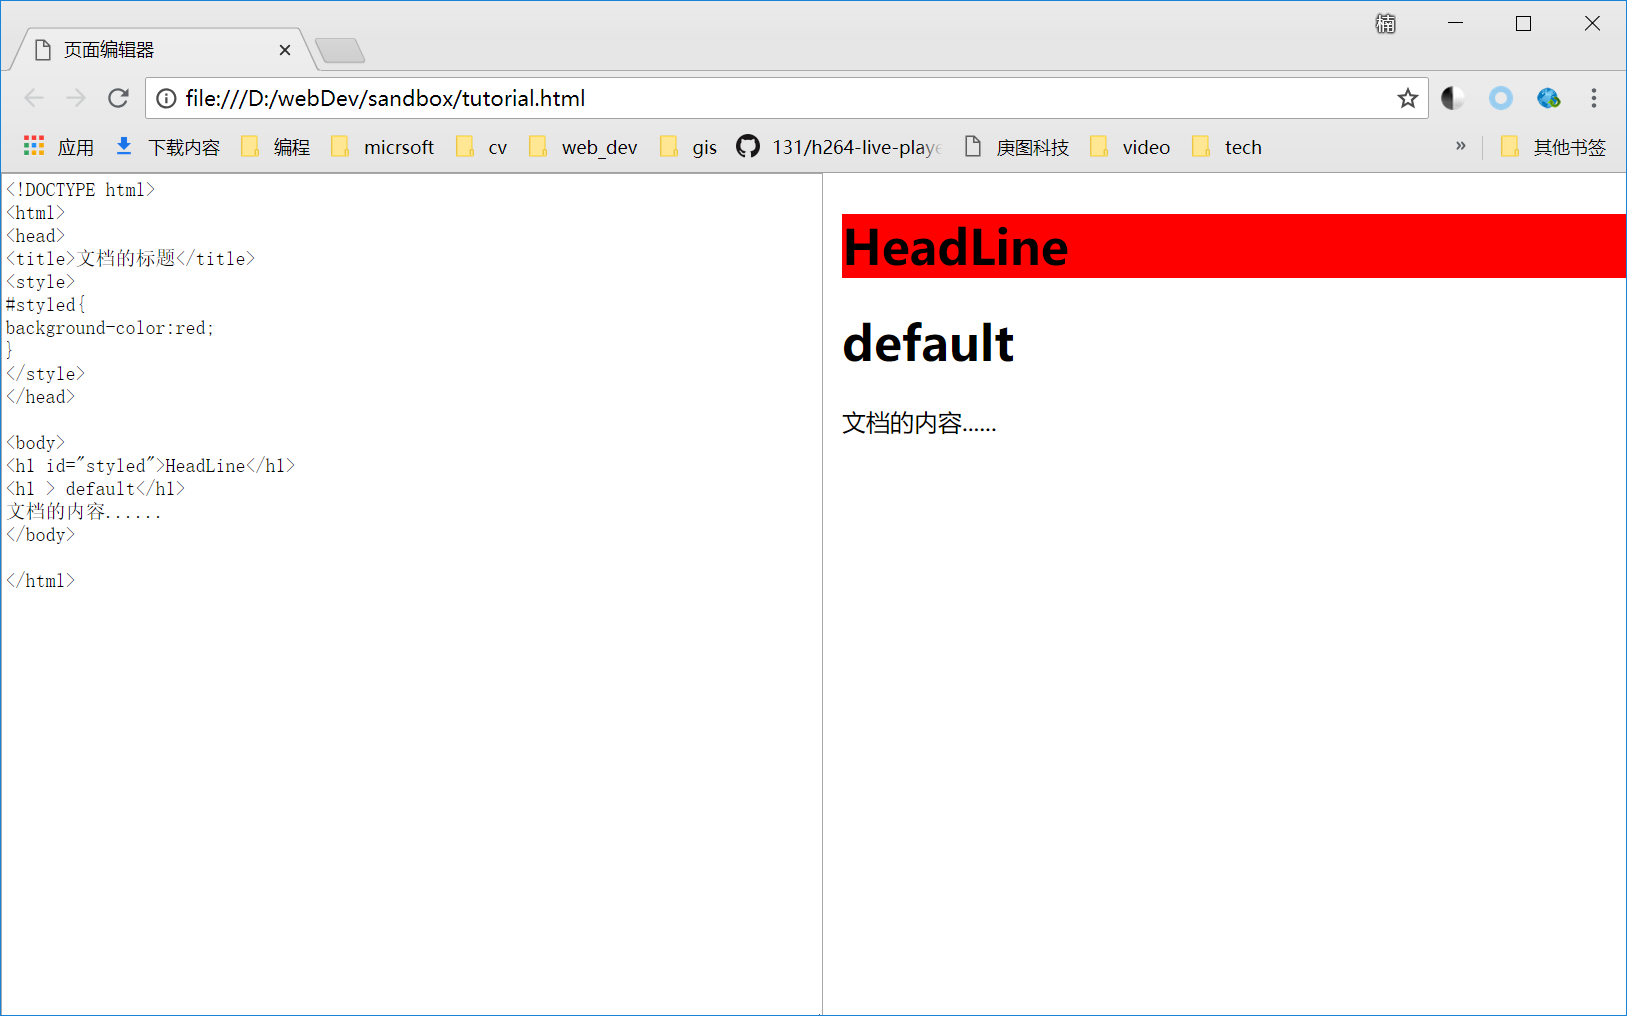 楠
页面编辑器
file:///D:/webDev/sandbox/tutorial.html
应用 下载内容 编程 micrsoft cv web_dev gis 131/h264-live-playe 庚图科技 video tech » 其他书签
<!DOCTYPE html>
<html>
<head>
<title>文档的标题</title>
<style>
#styled{
background-color:red;
}
</style>
</head>
<body>
<h1 id="styled">HeadLine</h1>
<h1 > default</h1>
文档的内容......
</body>
</html>
HeadLine
default
文档的内容......